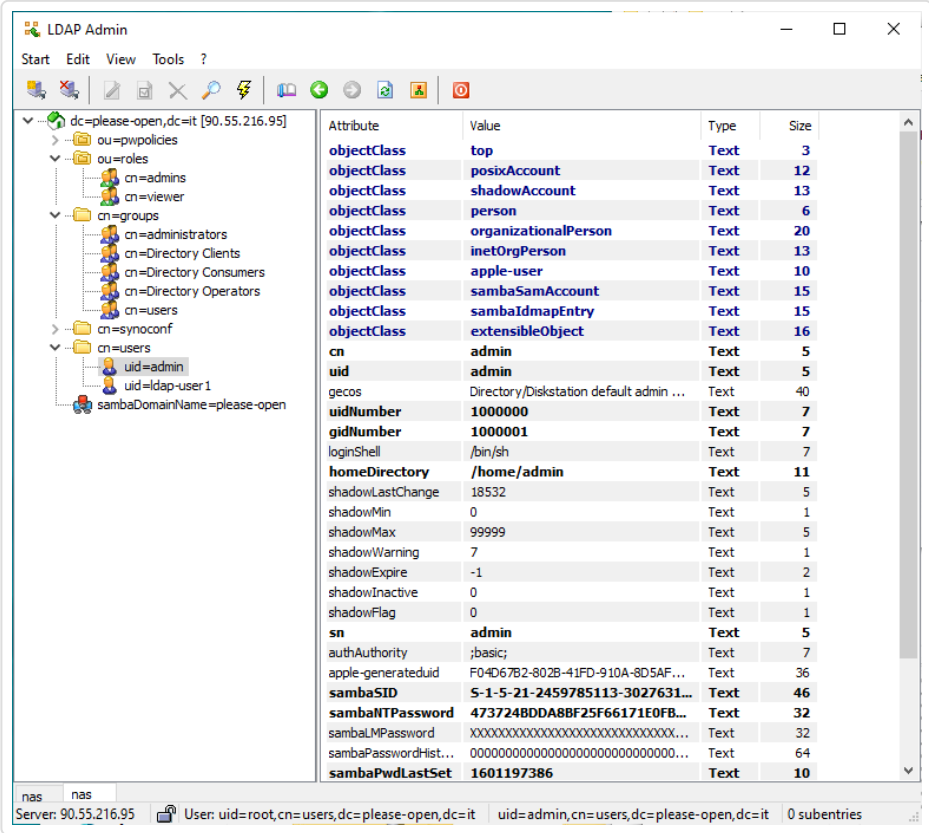 LDAP Admin
Start Edit View Tools ?
dc=please-open,dc=it [90.55.216.95]
ou=pwpolicies
ou=roles
cn=admins
cn=viewer
cn=groups
cn=administrators
cn=Directory Clients
cn=Directory Consumers
cn=Directory Operators
cn=users
cn=synoconf
cn=users
uid=admin
uid=ldap-user1
sambaDomainName=please-open
Attribute Value Type Size
objectClass top Text 3
objectClass posixAccount Text 12
objectClass shadowAccount Text 13
objectClass person Text 6
objectClass organizationalPerson Text 20
objectClass inetOrgPerson Text 13
objectClass apple-user Text 10
objectClass sambaSamAccount Text 15
objectClass sambaIdmapEntry Text 15
objectClass extensibleObject Text 16
cn admin Text 5
uid admin Text 5
gecos Directory/Diskstation default admin ... Text 40
uidNumber 1000000 Text 7
gidNumber 1000001 Text 7
loginShell /bin/sh Text 7
homeDirectory /home/admin Text 11
shadowLastChange 18532 Text 5
shadowMin 0 Text 1
shadowMax 99999 Text 5
shadowWarning 7 Text 1
shadowExpire -1 Text 2
shadowInactive 0 Text 1
shadowFlag 0 Text 1
sn admin Text 5
authAuthority ;basic; Text 7
apple-generateduid F04D67B2-802B-41FD-910A-8D5AF... Text 36
sambaSID S-1-5-21-2459785113-3027631... Text 46
sambaNTPassword 473724BDDA8BF25F66171E0FB... Text 32
sambaLMPassword XXXXXXXXXXXXXXXXXXXXXXXXXXXXX... Text 32
sambaPasswordHist... 00000000000000000000000000000... Text 64
sambaPwdLastSet 1601197386 Text 10
nas nas
Server: 90.55.216.95 User: uid=root,cn=users,dc=please-open,dc=it uid=admin,cn=users,dc=please-open,dc=it 0 subentries